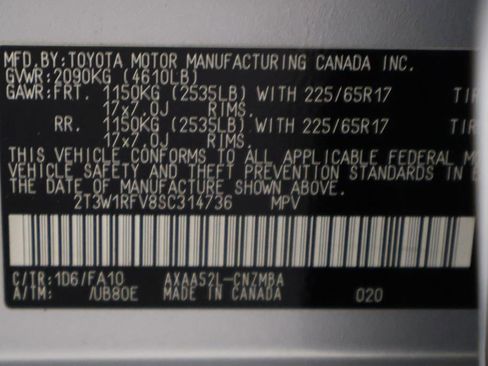 MFD.BY:TOYOTA MOTOR MANUFACTURING CANADA INC.
GVWR:2090KG (4610LB)
GAWR:FRT. 1150KG (2535LB) WITH 225/65R17 TIR
17x7.0J RIMS.
RR. 1150KG (2535LB) WITH 225/65R17 TIR
17x7.0J RIMS.
THIS VEHICLE CONFORMS TO ALL APPLICABLE FEDERAL MO
VEHICLE SAFETY THEFT PREVENTION STANDARDS IN
THE DATE OF MANUFACTURE SHOWN ABOVE.
2T3W1RFV8SC314736 MPV
C/TR:1D6/FA10 AXAA52L-CNZMBA
A/TM: /UB80E MADE IN CANADA 020